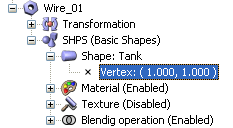 Wire_01
Transformation
SHPS (Basic Shapes)
Shape: Tank
Vertex: ( 1.000, 1.000 )
Material (Enabled)
Texture (Disabled)
Blendig operation (Enabled)